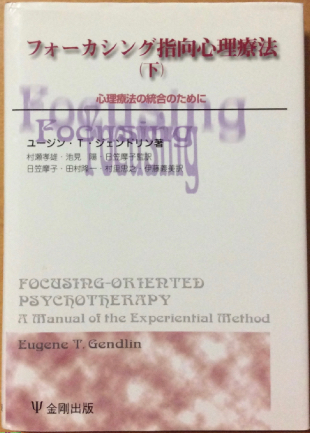 フォーカシング指向心理療法
(下)
心理療法の統合のために
Focusing
Focusing
Focusing
ユージン・T・ジェンドリン著
村瀬孝雄・池見 陽・日笠摩子監訳
日笠摩子・田村隆一・村里忠之・伊藤義美訳
FOCUSING-ORIENTED
PSYCHOTHERAPY
A Manual of the Experiential Method
Eugene T. Gendlin
金剛出版